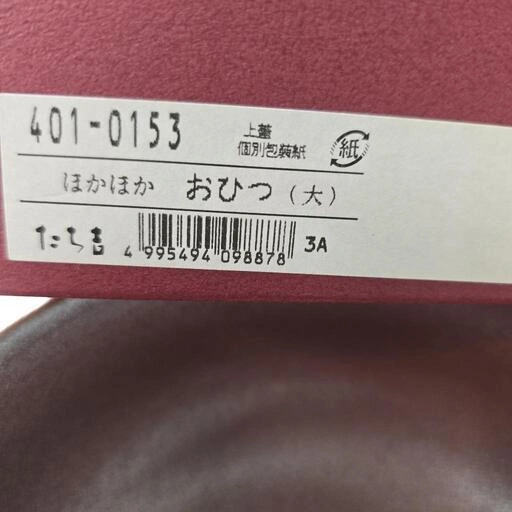 401-0153
上蓋
個別包装紙
紙
ほかほか おひつ(大)
たち吉
4 995494 098878 3A